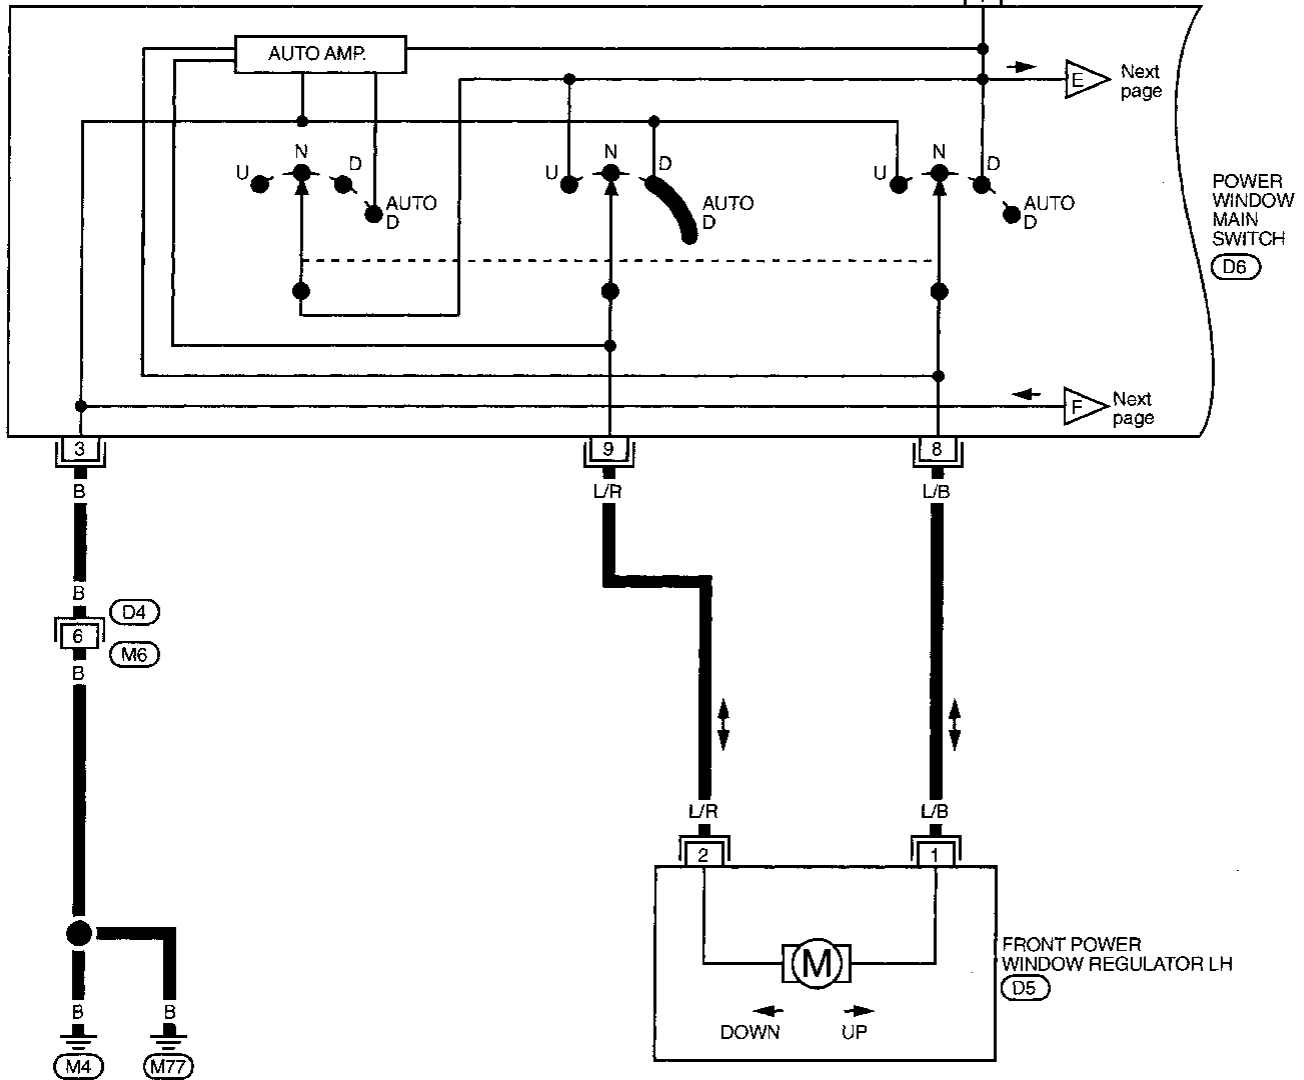 AUTO AMP.
E
Next
page
U
N
D
AUTO
D
U
N
D
AUTO
D
U
N
D
AUTO
D
POWER
WINDOW
MAIN
SWITCH
D6
F
Next
page
3
9
8
B
L/R
L/B
B
D4
6
M6
B
L/R
L/B
2
1
M
FRONT POWER
WINDOW REGULATOR LH
D5
DOWN
UP
B
B
M4
M77